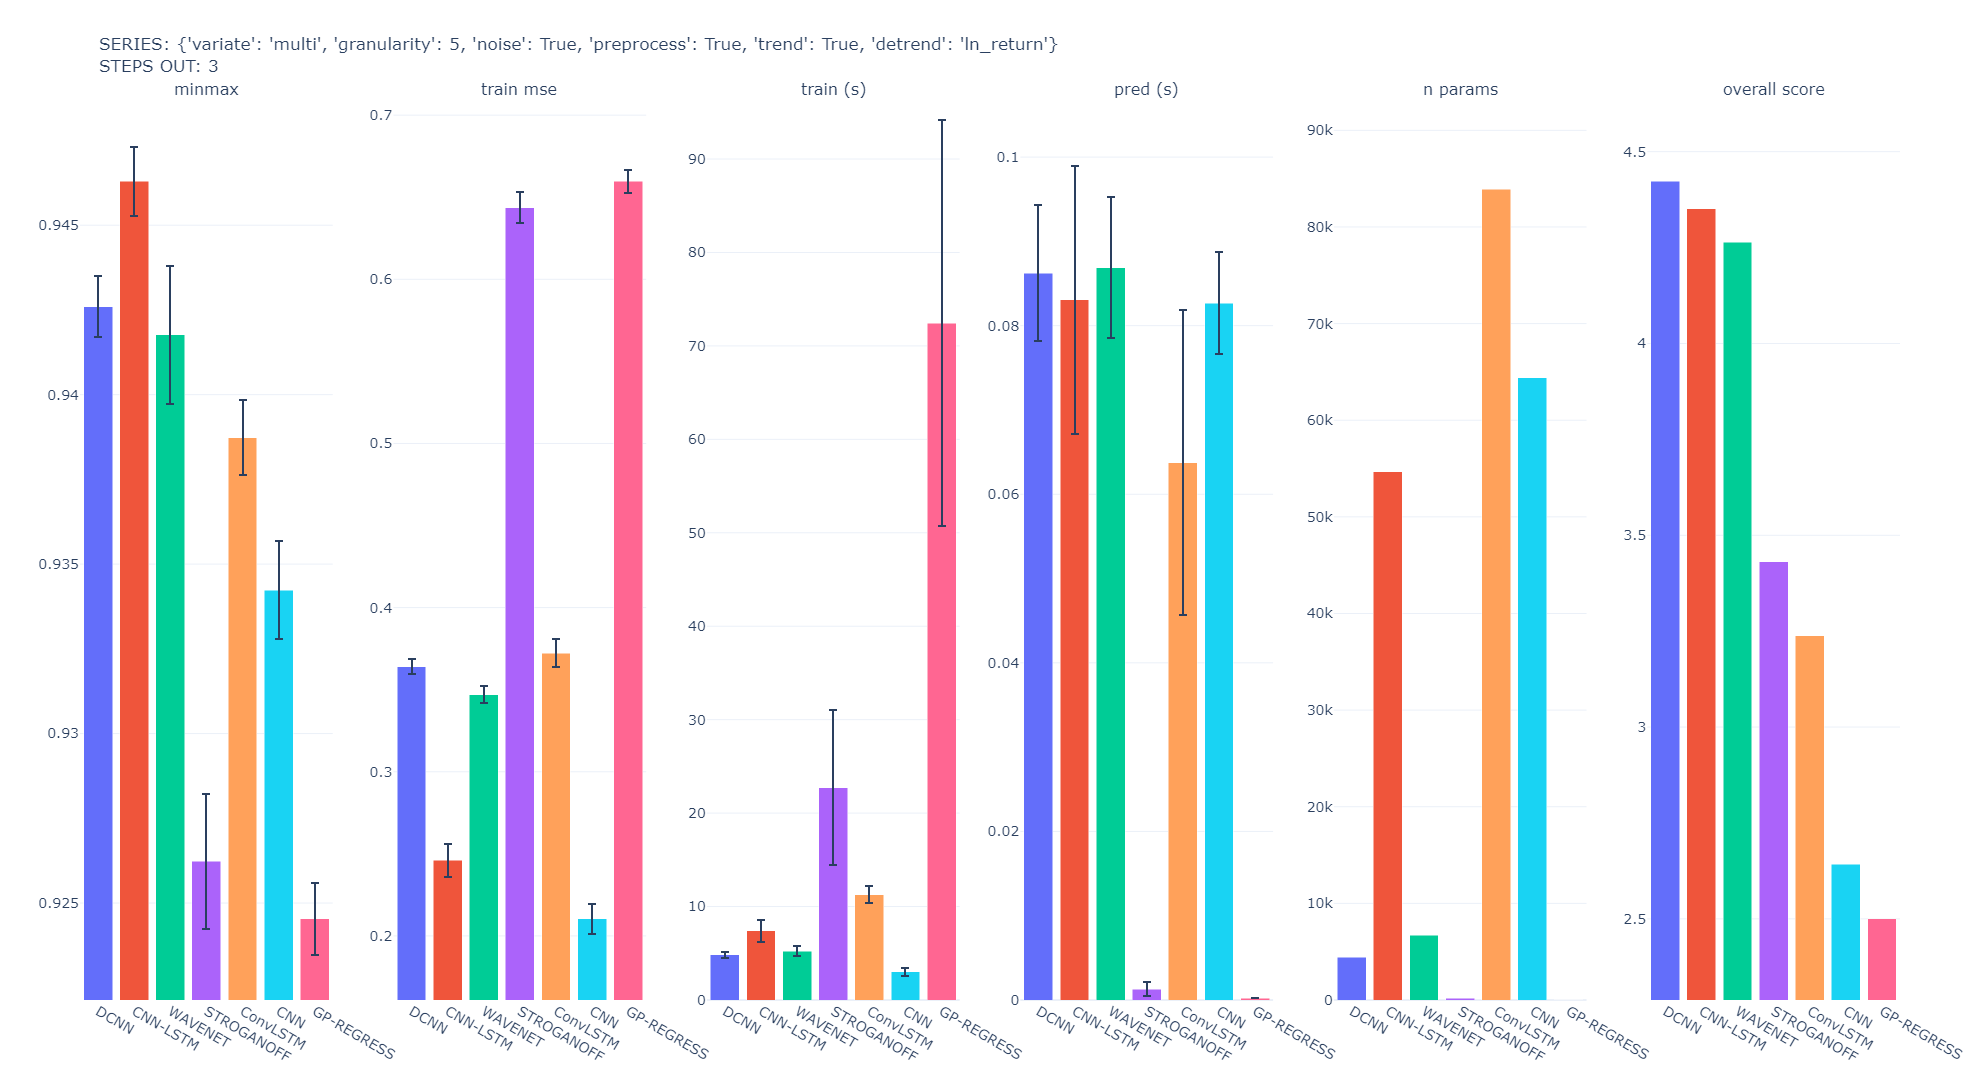 SERIES: {'variate': 'multi', 'granularity': 5, 'noise': True, 'preprocess': True, 'trend': True, 'detrend': 'ln_return'}
STEPS OUT: 3
minmax
0.945
0.94
0.935
0.93
0.925
DCNN
CNN-LSTM
WAVENET
STROGANOFF
ConvLSTM
CNN
GP-REGRESS
train mse
0.7
0.6
0.5
0.4
0.3
0.2
DCNN
CNN-LSTM
WAVENET
STROGANOFF
ConvLSTM
CNN
GP-REGRESS
train (s)
90
80
70
60
50
40
30
20
10
0
DCNN
CNN-LSTM
WAVENET
STROGANOFF
ConvLSTM
CNN
GP-REGRESS
pred (s)
0.1
0.08
0.06
0.04
0.02
0
DCNN
CNN-LSTM
WAVENET
STROGANOFF
ConvLSTM
CNN
GP-REGRESS
n params
90k
80k
70k
60k
50k
40k
30k
20k
10k
0
DCNN
CNN-LSTM
WAVENET
STROGANOFF
ConvLSTM
CNN
GP-REGRESS
overall score
4.5
4
3.5
3
2.5
DCNN
CNN-LSTM
WAVENET
STROGANOFF
ConvLSTM
CNN
GP-REGRESS